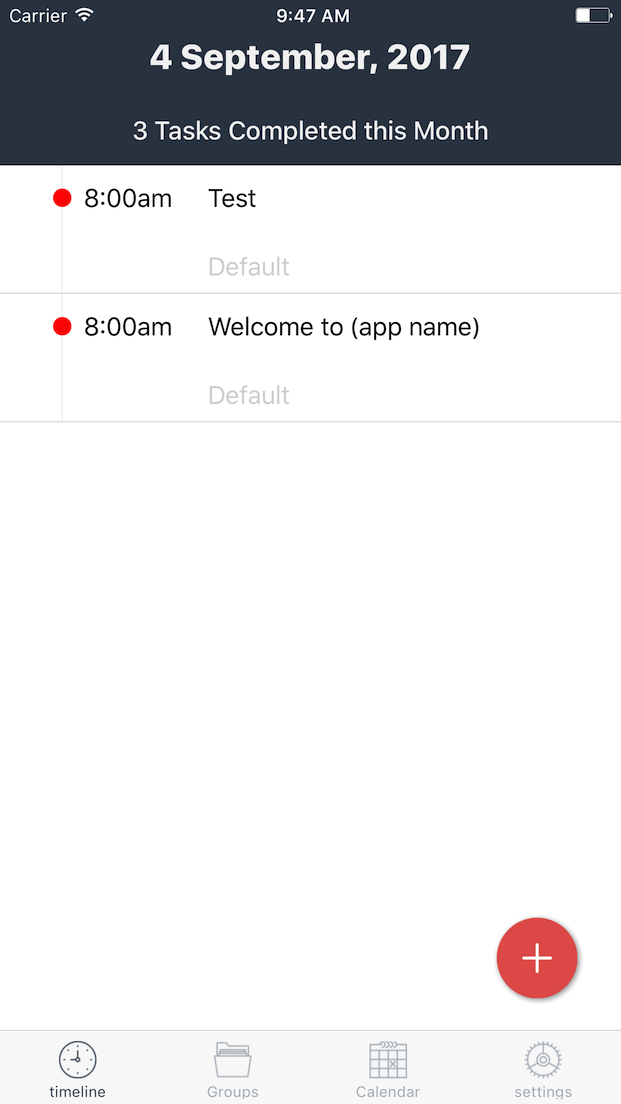 Carrier 9:47 AM
4 September, 2017
3 Tasks Completed this Month
8:00am Test
Default
8:00am Welcome to (app name)
Default
timeline Groups Calendar settings